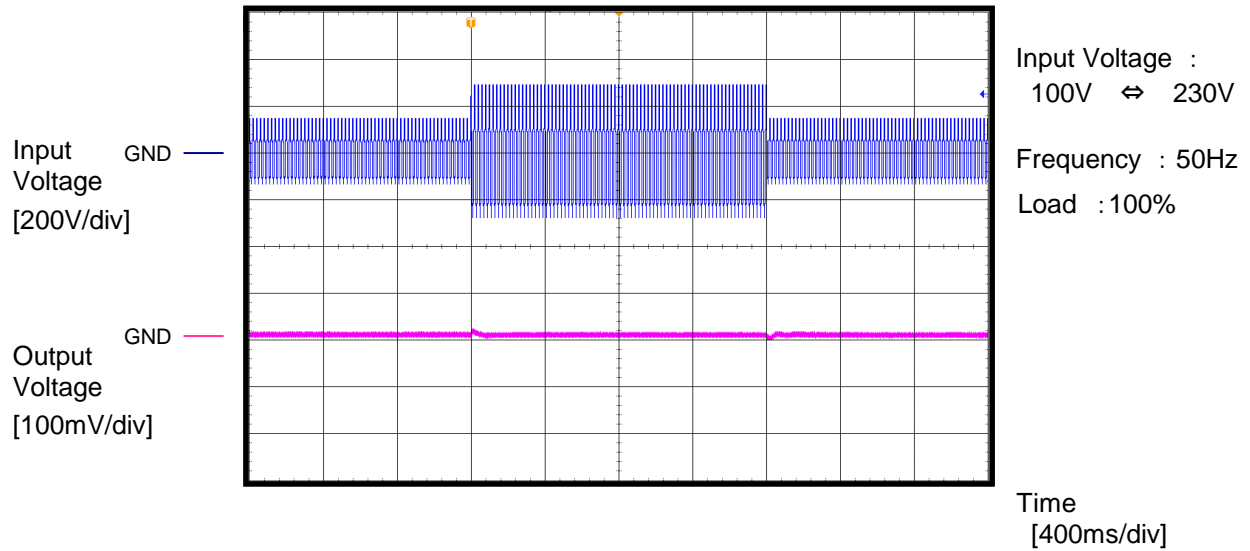 T
Input Voltage :
100V ⇔ 230V
Frequency : 50Hz
Load : 100%
Input
Voltage
[200V/div]
GND
GND
Output
Voltage
[100mV/div]
Time
[400ms/div]